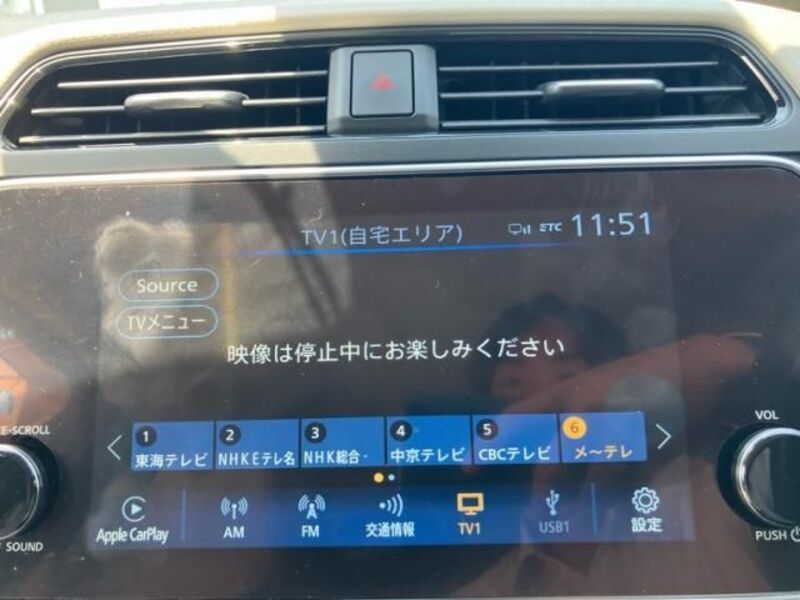 TV1(自宅エリア)
ETC 11:51
Source
TVメニュー
映像は停止中にお楽しみください
1 東海テレビ
2 NHKEテレ名
3 NHK総合・
4 中京テレビ
5 CBCテレビ
6 メ〜テレ
E-SCROLL
VOL
Apple CarPlay
AM
FM
交通情報
TV1
USB1
設定
SOUND
PUSH